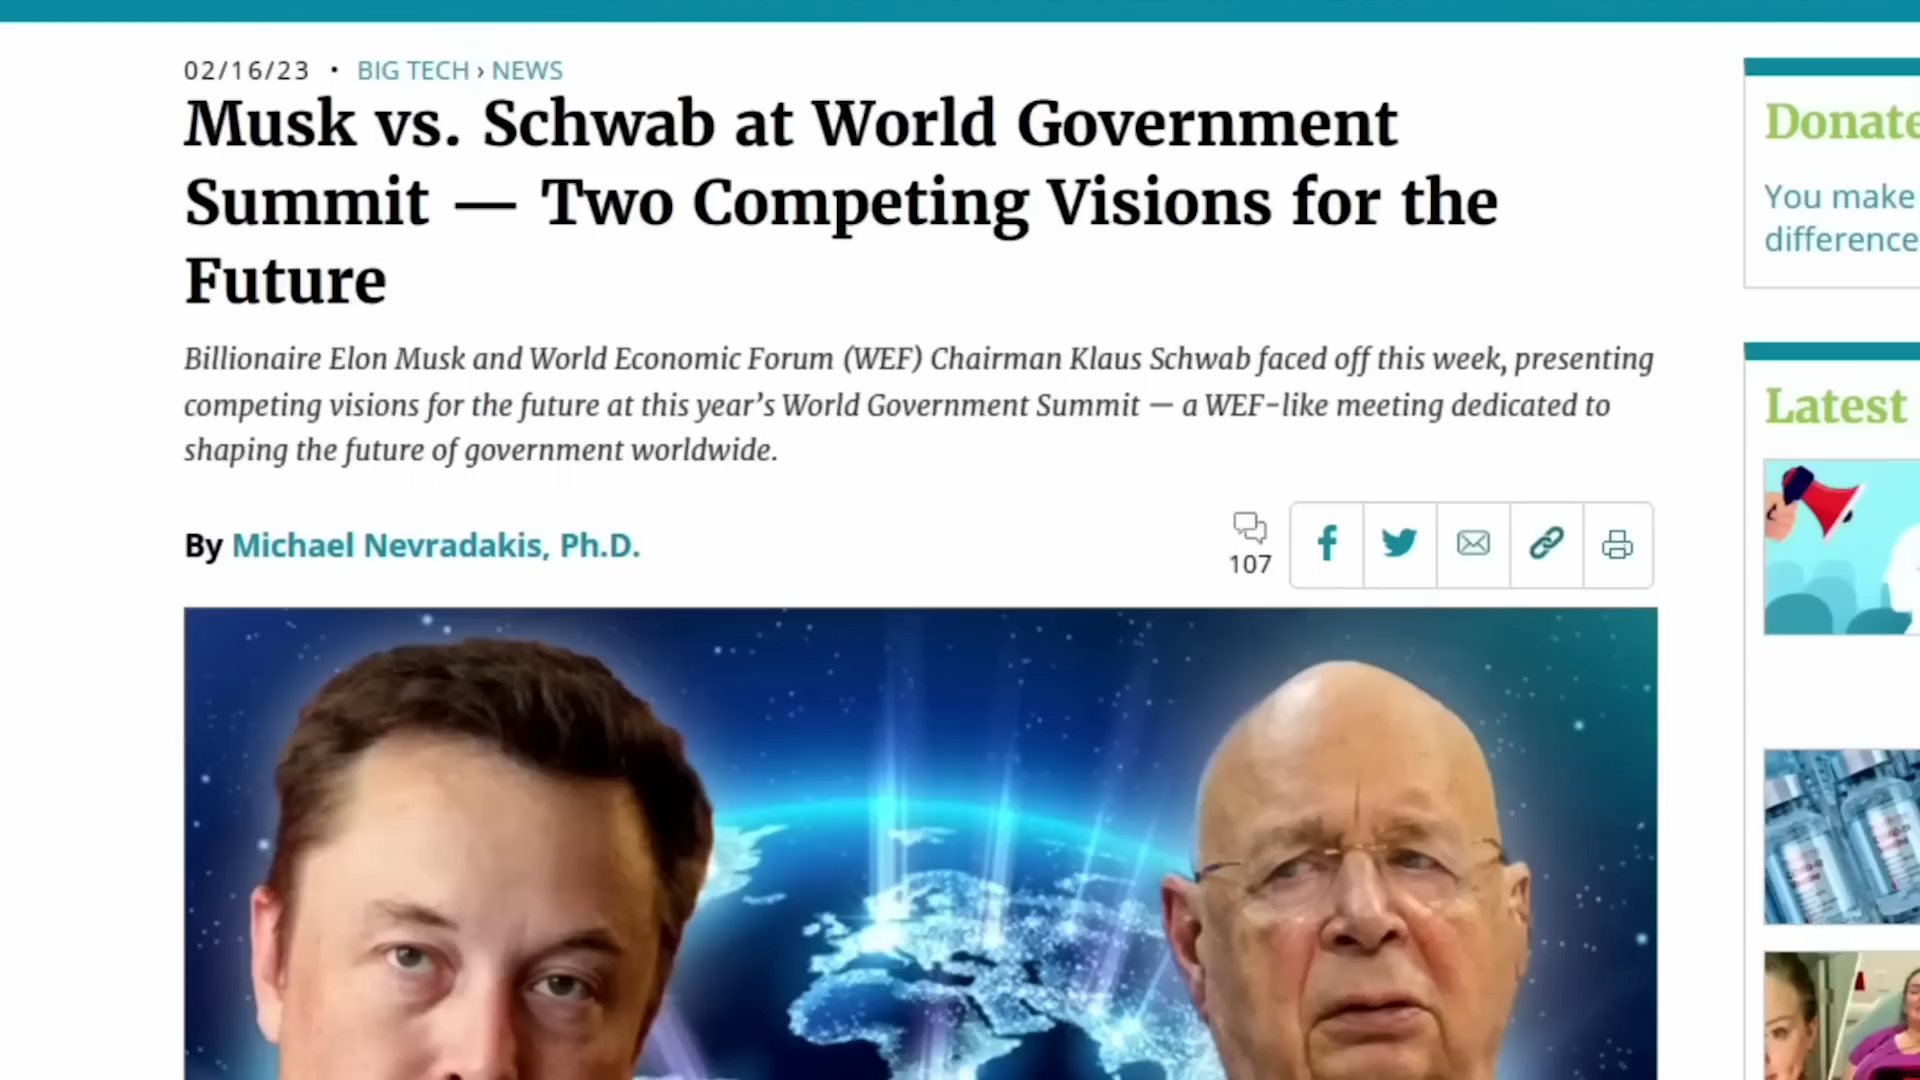 02/16/23 • BIG TECH › NEWS
Musk vs. Schwab at World Government
Summit — Two Competing Visions for the
Future
Billionaire Elon Musk and World Economic Forum (WEF) Chairman Klaus Schwab faced off this week, presenting
competing visions for the future at this year’s World Government Summit — a WEF-like meeting dedicated to
shaping the future of government worldwide.
By Michael Nevradakis, Ph.D.
107
Donate
You make
difference
Latest